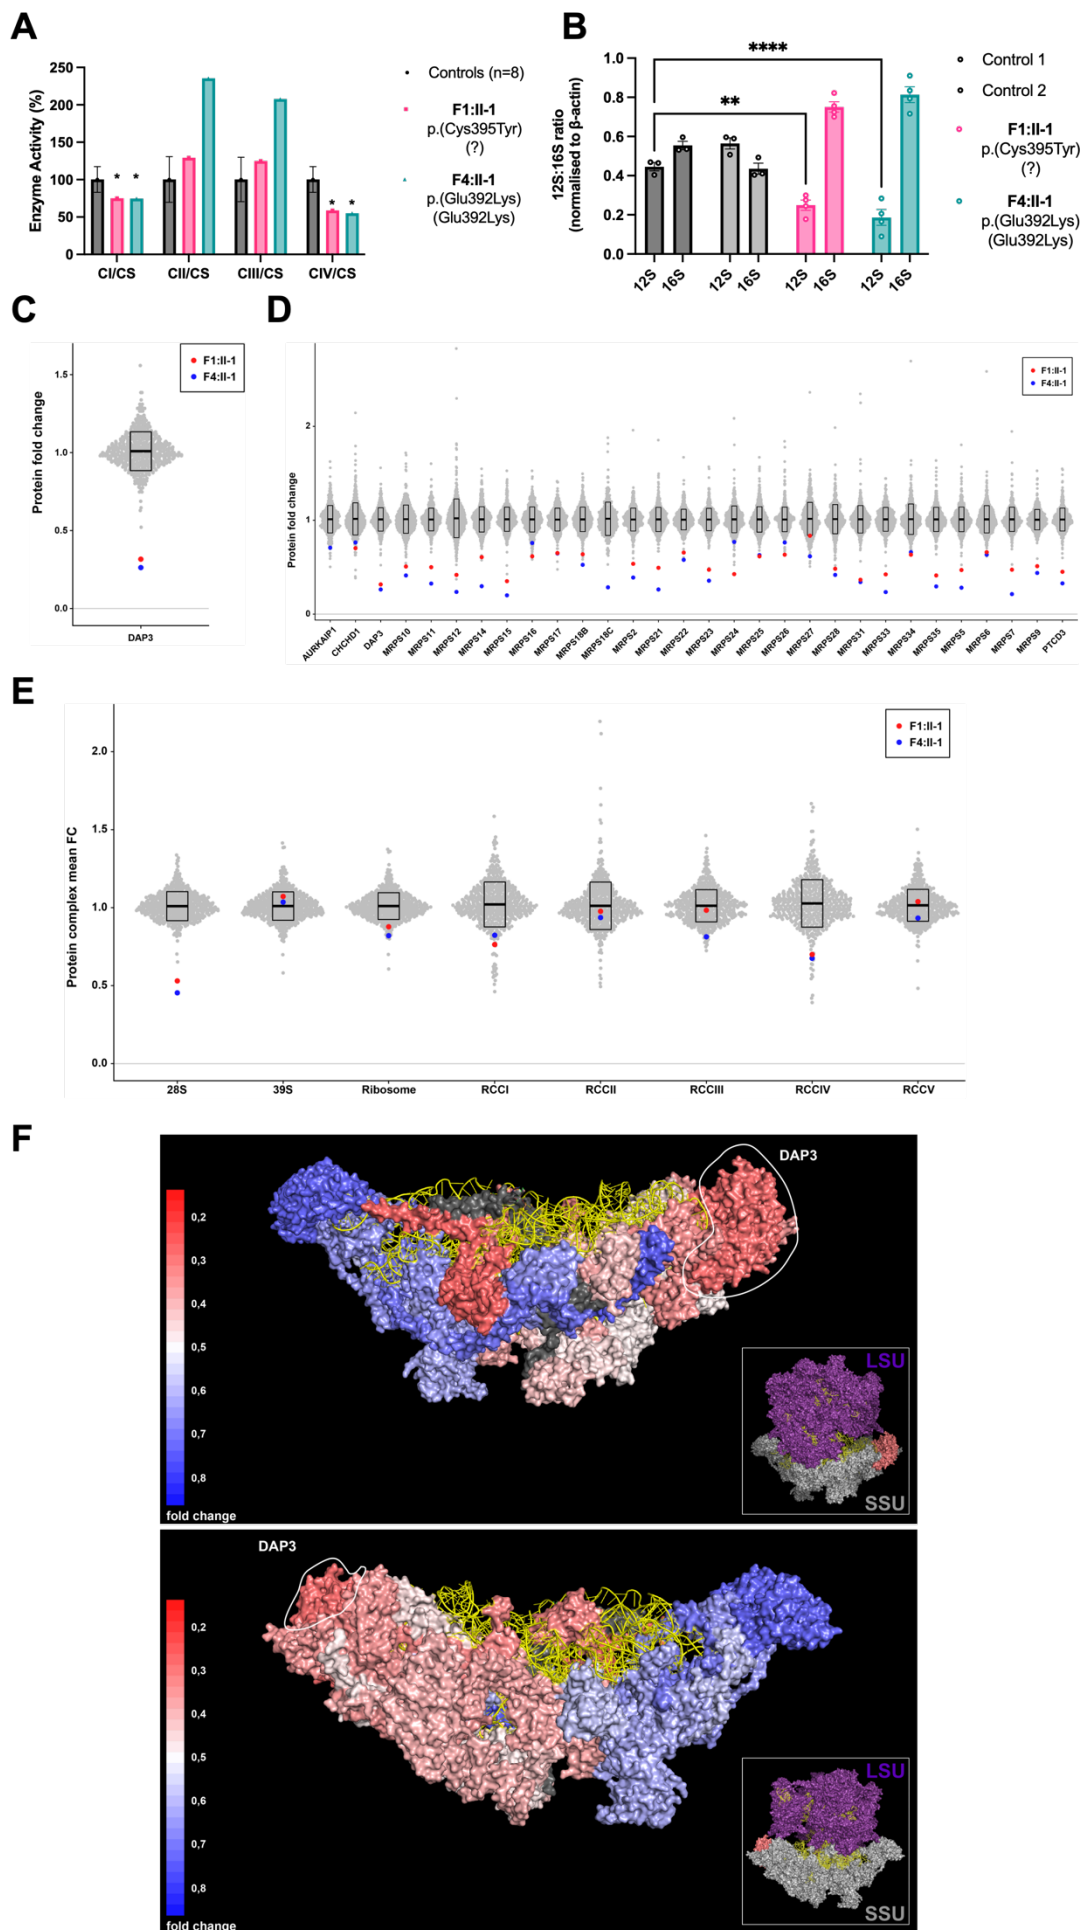 A
Enzyme Activity (%)
250
200
150
100
50
0
* *
* *
CI/CS CII/CS CIII/CS CIV/CS
Controls (n=8)
F1:II-1
p.(Cys395Tyr)
(?)
F4:II-1
p.(Glu392Lys)
(Glu392Lys)
B
12S:16S ratio
(normalised to β-actin)
1.0
0.8
0.6
0.4
0.2
0.0
****
**
12S 16S 12S 16S 12S 16S 12S 16S
Control 1
Control 2
F1:II-1
p.(Cys395Tyr)
(?)
F4:II-1
p.(Glu392Lys)
(Glu392Lys)
C
Protein fold change
1.5
1.0
0.5
0.0
DAP3
F1:II-1
F4:II-1
D
Protein fold change
2
1
0
F1:II-1
F4:II-1
AURKAIP1 CHCHD1 DAP3 MRPS10 MRPS11 MRPS12 MRPS14 MRPS15 MRPS16 MRPS17 MRPS18B MRPS18C MRPS2 MRPS21 MRPS22 MRPS23 MRPS24 MRPS25 MRPS26 MRPS27 MRPS28 MRPS31 MRPS33 MRPS34 MRPS35 MRPS5 MRPS6 MRPS7 MRPS9 PTCD3
E
Protein complex mean FC
2.0
1.5
1.0
0.5
0.0
F1:II-1
F4:II-1
28S 39S Ribosome RCCI RCCII RCCIII RCCIV RCCV
F
DAP3
0,2
0,3
0,4
0,5
0,6
0,7
0,8
fold change
LSU
SSU
DAP3
0,2
0,3
0,4
0,5
0,6
0,7
0,8
fold change
LSU
SSU